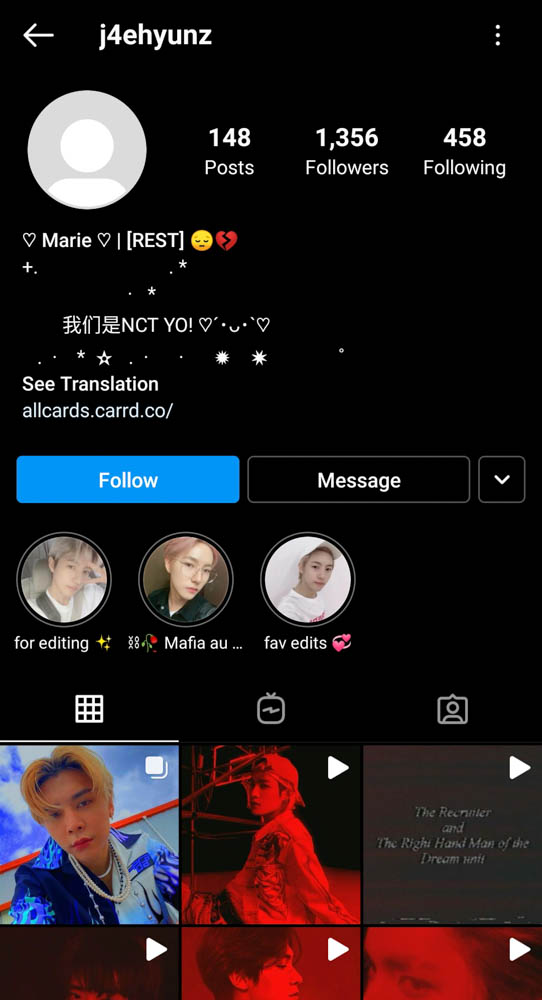 j4ehyunz
148 1,356 458
Posts Followers Following
♡ Marie ♡ | [REST] 😔💔
+. . *
· *
我们是NCT YO! ♡´･ᴗ･`♡
. · * ☆ . · · ✹ ✷ °
See Translation
allcards.carrd.co/
Follow Message
for editing ✨ ⛓🥀 Mafia au ... fav edits 💞
The Recruiter
and
The Right Hand Man of the
Dream unit